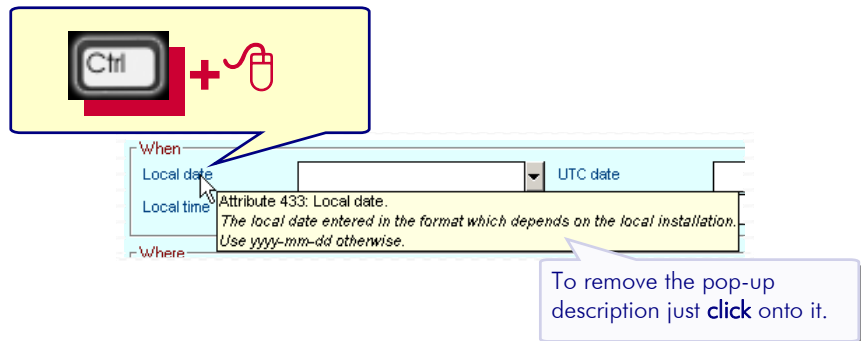 Ctrl
+
When
Local date
UTC date
Local time
Attribute 433: Local date.
The local date entered in the format which depends on the local installation.
Use yyyy-mm-dd otherwise.
Where
To remove the pop-up
description just click onto it.